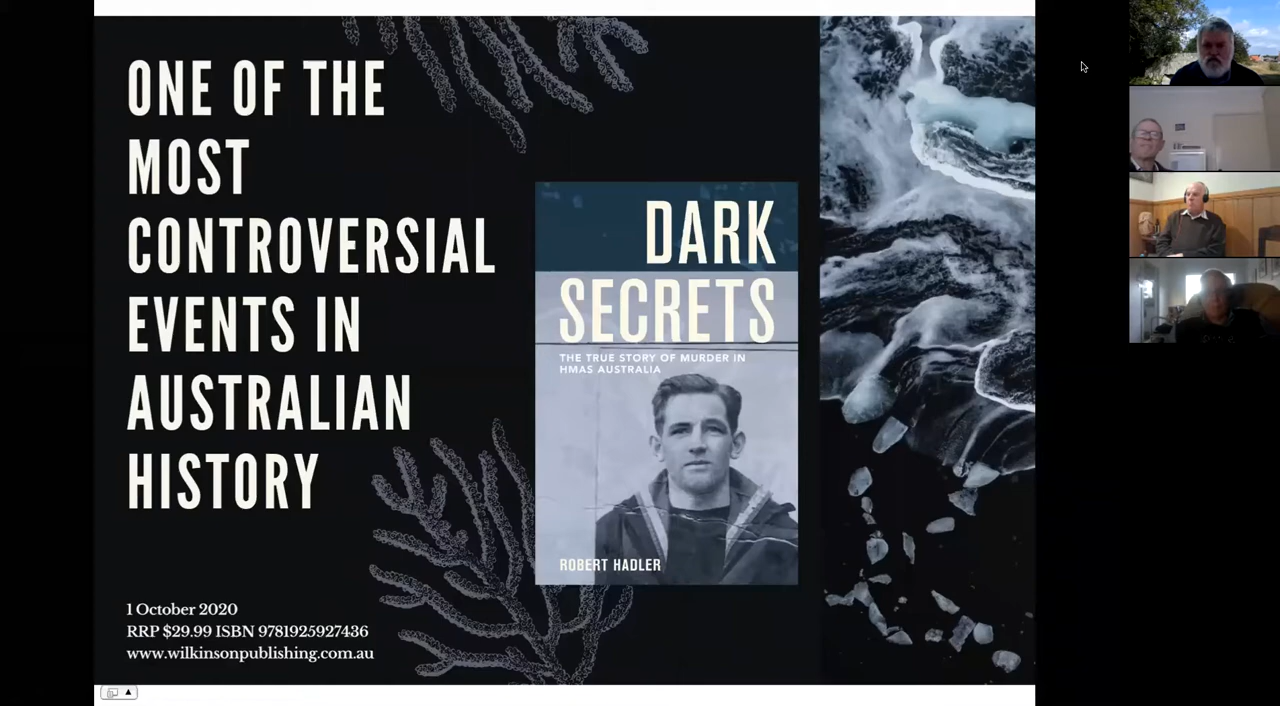 ONE OF THE
MOST
CONTROVERSIAL
EVENTS IN
AUSTRALIAN
HISTORY
DARK
SECRETS
THE TRUE STORY OF MURDER IN
HMAS AUSTRALIA
ROBERT HADLER
1 October 2020
RRP $29.99 ISBN 9781925927436
www.wilkinsonpublishing.com.au